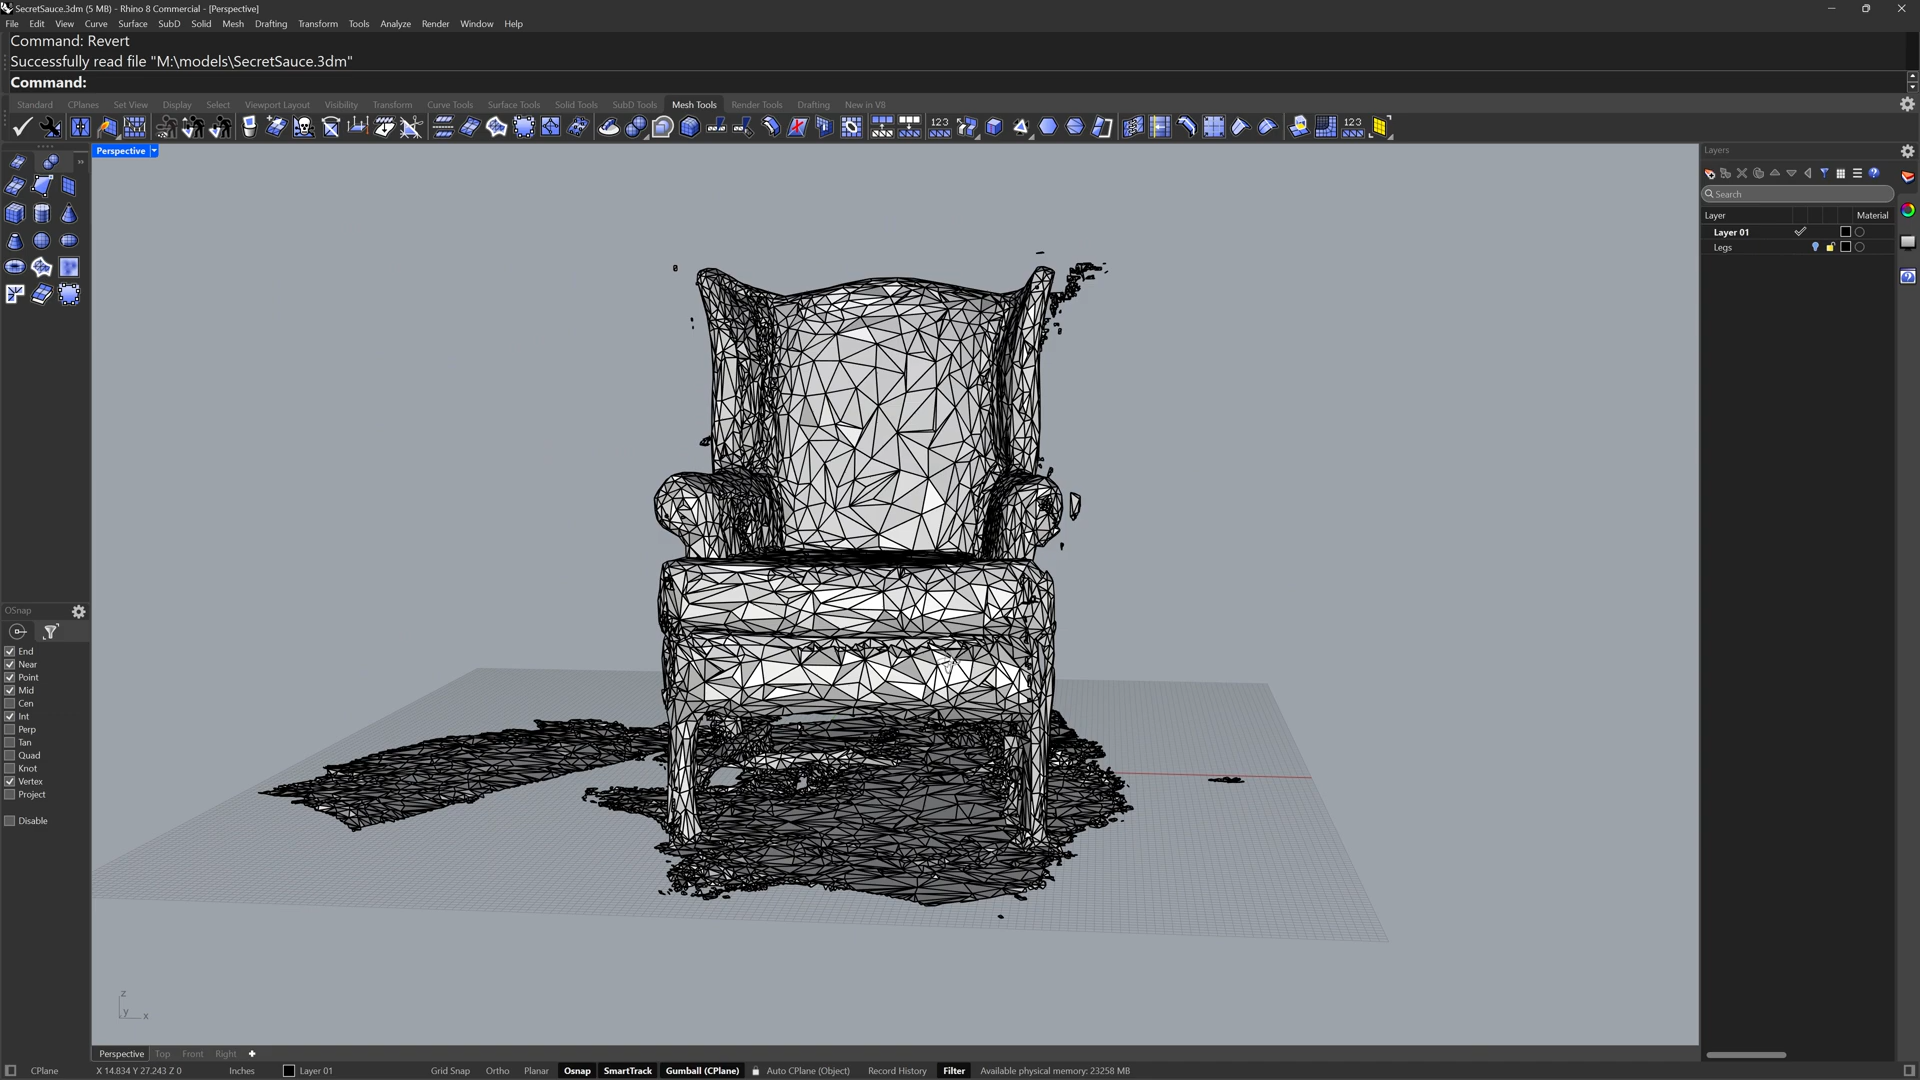 SecretSauce.3dm (5 MB) - Rhino 8 Commercial - [Perspective]
File Edit View Curve Surface SubD Solid Mesh Drafting Transform Tools Analyze Render Window Help
Command: Revert
Successfully read file "M:\models\SecretSauce.3dm"
Command:
Standard CPlanes Set View Display Select Viewport Layout Visibility Transform Curve Tools Surface Tools Solid Tools SubD Tools Mesh Tools Render Tools Drafting New in V8
123 123
Perspective
Layers
Search
Layer Material
Layer 01
Legs
OSnap
End
Near
Point
Mid
Cen
Int
Perp
Tan
Quad
Knot
Vertex
Project
Disable
z
y x
Perspective Top Front Right
CPlane X 14.834 Y 27.243 Z 0 Inches Layer 01 Grid Snap Ortho Planar Osnap SmartTrack Gumball (CPlane) Auto CPlane (Object) Record History Filter Available physical memory: 23258 MB